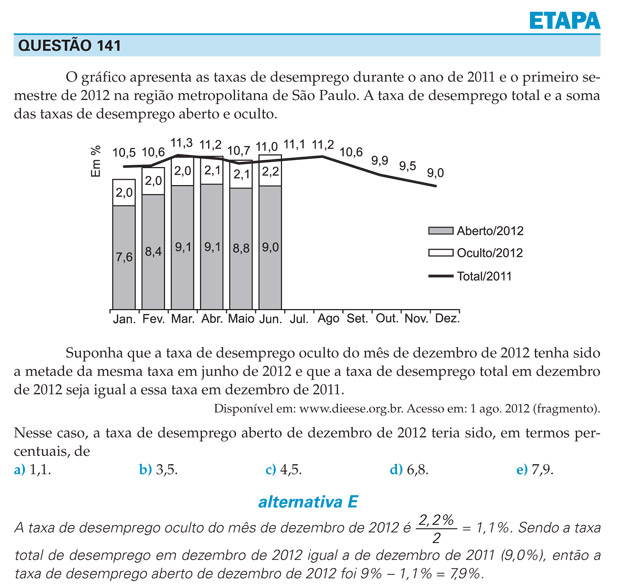 ETAPA
QUESTÃO 141
O gráfico apresenta as taxas de desemprego durante o ano de 2011 e o primeiro se-
mestre de 2012 na região metropolitana de São Paulo. A taxa de desemprego total e a soma
das taxas de desemprego aberto e oculto.
Em %
10,5 10,6 11,3 11,2 10,7 11,0 11,1 11,2 10,6 9,9 9,5 9,0
2,0 2,0 2,0 2,1 2,1 2,2
7,6 8,4 9,1 9,1 8,8 9,0
Aberto/2012
Oculto/2012
Total/2011
Jan. Fev. Mar. Abr. Maio Jun. Jul. Ago Set. Out. Nov. Dez.
Suponha que a taxa de desemprego oculto do mês de dezembro de 2012 tenha sido
a metade da mesma taxa em junho de 2012 e que a taxa de desemprego total em dezembro
de 2012 seja igual a essa taxa em dezembro de 2011.
Disponível em: www.dieese.org.br. Acesso em: 1 ago. 2012 (fragmento).
Nesse caso, a taxa de desemprego aberto de dezembro de 2012 teria sido, em termos per-
centuais, de
a) 1,1. b) 3,5. c) 4,5. d) 6,8. e) 7,9.
alternativa E
A taxa de desemprego oculto do mês de dezembro de 2012 é 2,2%/2 = 1,1%. Sendo a taxa
total de desemprego em dezembro de 2012 igual a de dezembro de 2011 (9,0%), então a
taxa de desemprego aberto de dezembro de 2012 foi 9% – 1,1% = 7,9%.